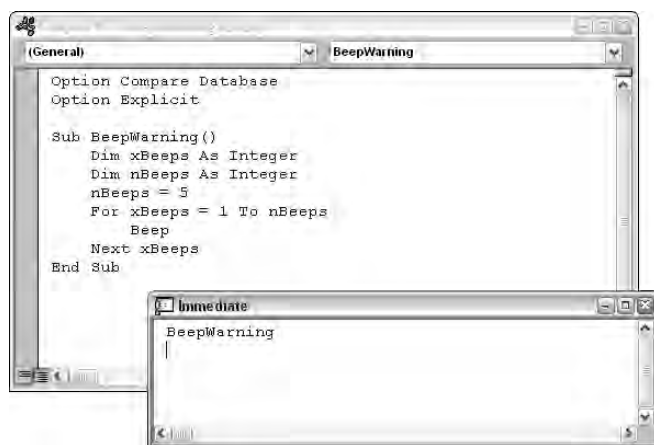 (General)
BeepWarning
Option Compare Database
Option Explicit
Sub BeepWarning()
Dim xBeeps As Integer
Dim nBeeps As Integer
nBeeps = 5
For xBeeps = 1 To nBeeps
Beep
Next xBeeps
End Sub
Immediate
BeepWarning